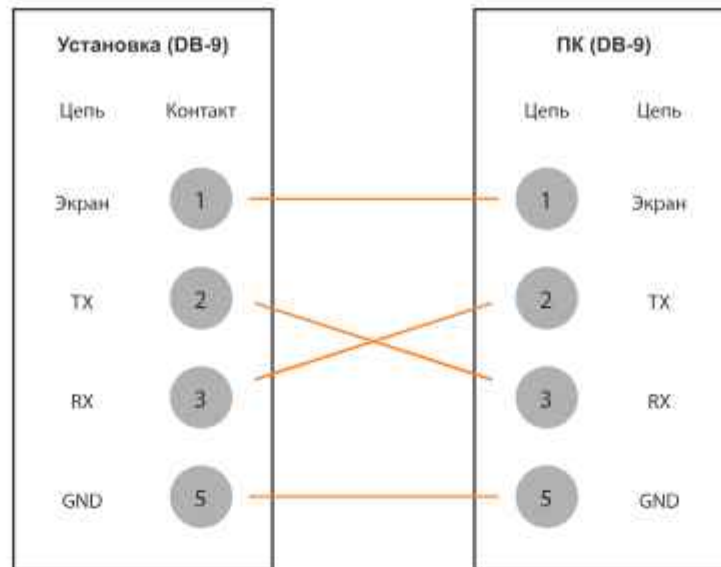 Установка (DB-9) ПК (DB-9)
Цепь Контакт Цепь Цепь
Экран 1 1 Экран
TX 2 2 TX
RX 3 3 RX
GND 5 5 GND